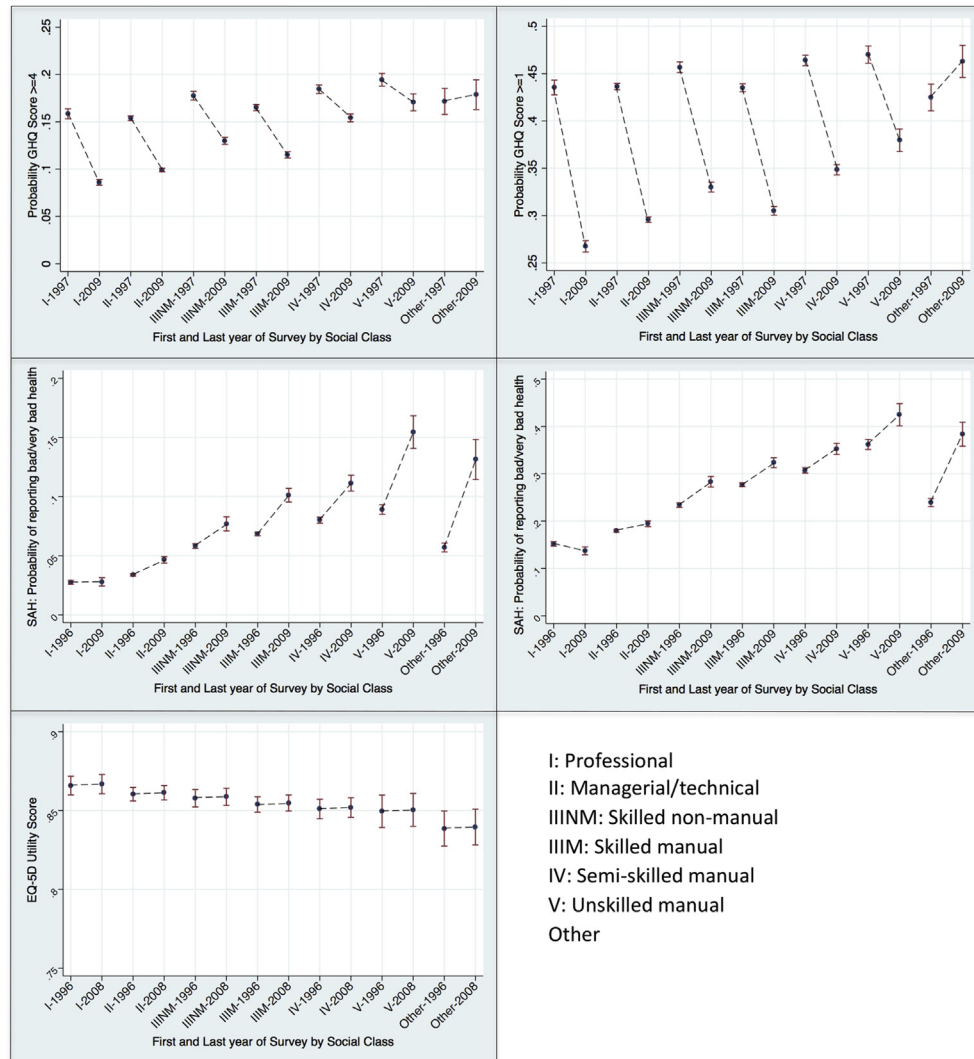 Probability GHQ Score >=4
.25
.2
.15
.1
.05
0
I-1997
I-2009
II-1997
II-2009
IIINM-1997
IIINM-2009
IIIM-1997
IIIM-2009
IV-1997
IV-2009
V-1997
V-2009
Other-1997
Other-2009
First and Last year of Survey by Social Class
Probability GHQ Score >=1
.5
.45
.4
.35
.3
.25
I-1997
I-2009
II-1997
II-2009
IIINM-1997
IIINM-2009
IIIM-1997
IIIM-2009
IV-1997
IV-2009
V-1997
V-2009
Other-1997
Other-2009
First and Last year of Survey by Social Class
SAH: Probability of reporting bad/very bad health
.2
.15
.1
.05
0
I-1996
I-2009
II-1996
II-2009
IIINM-1996
IIINM-2009
IIIM-1996
IIIM-2009
IV-1996
IV-2009
V-1996
V-2009
Other-1996
Other-2009
First and Last year of Survey by Social Class
SAH: Probability of reporting bad/very bad health
.5
.4
.3
.2
.1
0
I-1996
I-2009
II-1996
II-2009
IIINM-1996
IIINM-2009
IIIM-1996
IIIM-2009
IV-1996
IV-2009
V-1996
V-2009
Other-1996
Other-2009
First and Last year of Survey by Social Class
EQ-5D Utility Score
.9
.85
.8
.75
I-1996
I-2008
II-1996
II-2008
IIINM-1996
IIINM-2008
IIIM-1996
IIIM-2008
IV-1996
IV-2008
V-1996
V-2008
Other-1996
Other-2008
First and Last year of Survey by Social Class
I: Professional
II: Managerial/technical
IIINM: Skilled non-manual
IIIM: Skilled manual
IV: Semi-skilled manual
V: Unskilled manual
Other